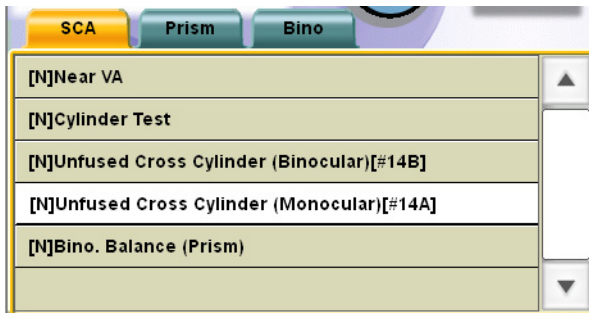 SCA Prism Bino
[N]Near VA
[N]Cylinder Test
[N]Unfused Cross Cylinder (Binocular)[#14B]
[N]Unfused Cross Cylinder (Monocular)[#14A]
[N]Bino. Balance (Prism)